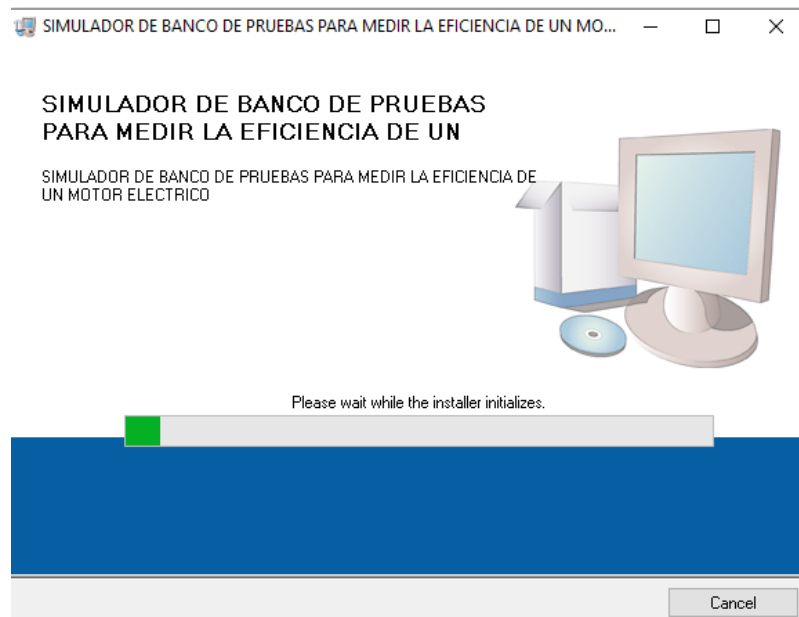 SIMULADOR DE BANCO DE PRUEBAS PARA MEDIR LA EFICIENCIA DE UN MO...
SIMULADOR DE BANCO DE PRUEBAS
PARA MEDIR LA EFICIENCIA DE UN
SIMULADOR DE BANCO DE PRUEBAS PARA MEDIR LA EFICIENCIA DE
UN MOTOR ELECTRICO
Please wait while the installer initializes.
Cancel